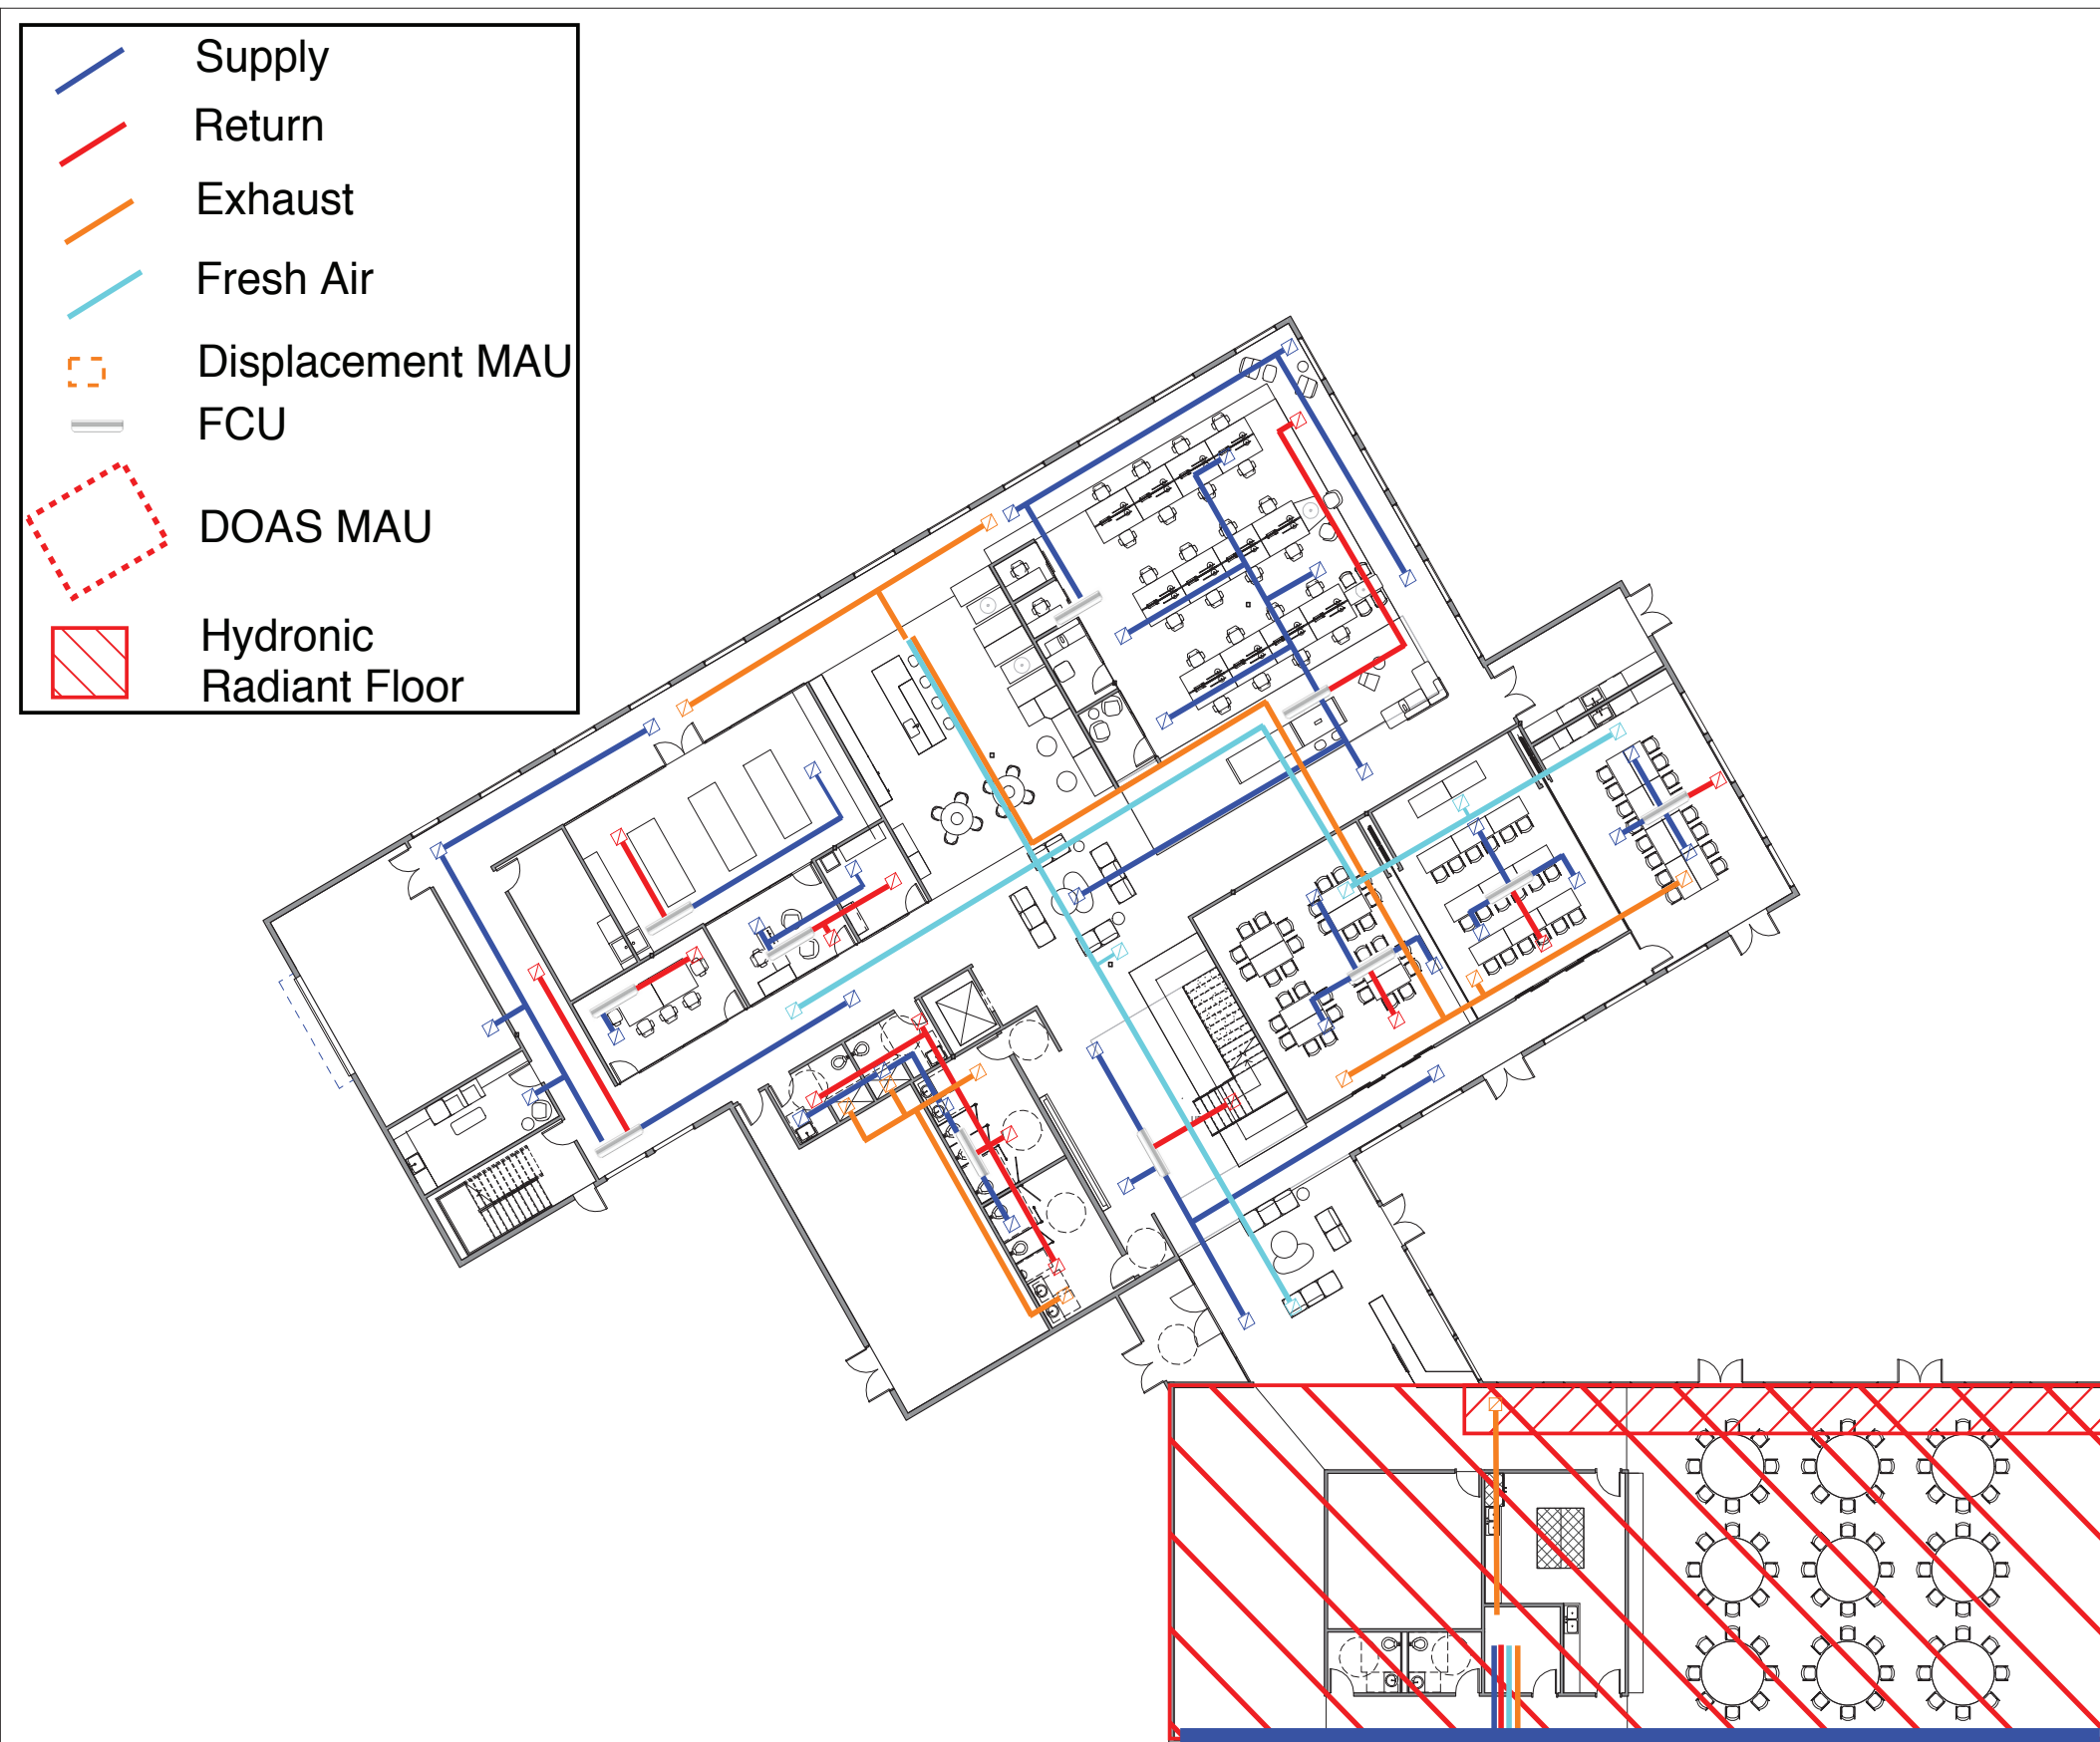 Supply
Return
Exhaust
Fresh Air
Displacement MAU
FCU
DOAS MAU
Hydronic
Radiant Floor